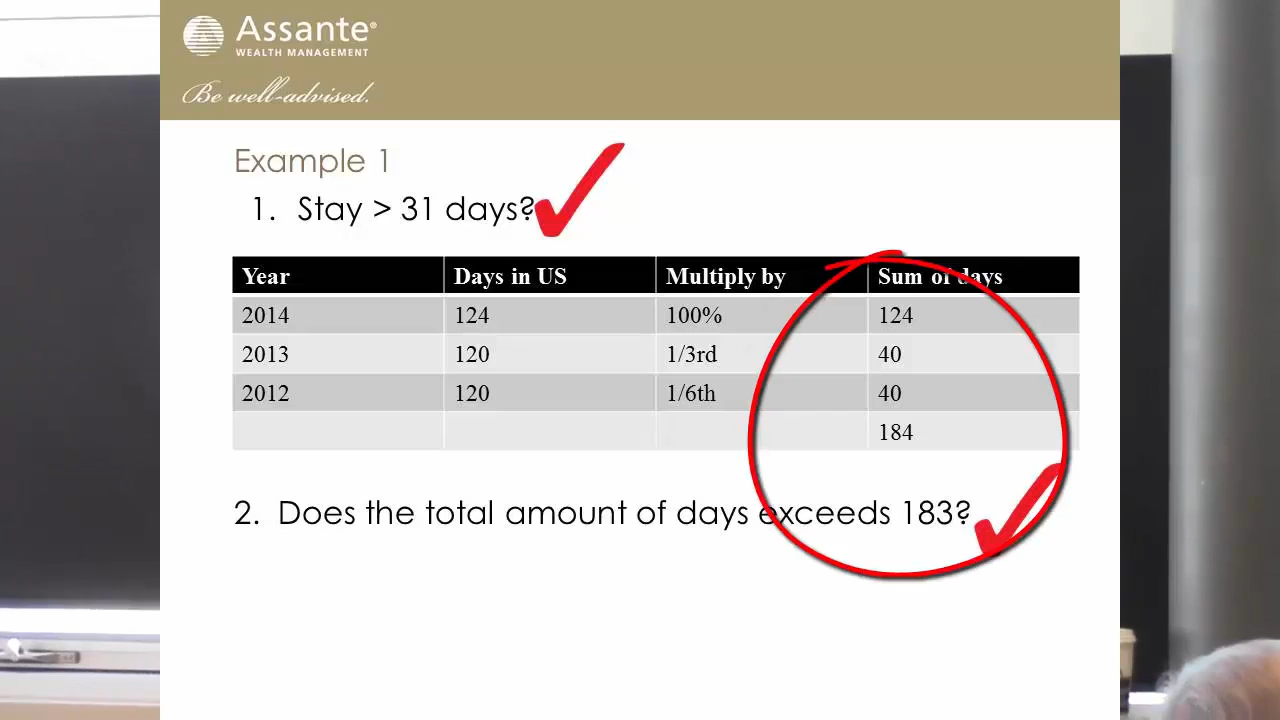 Assante®
WEALTH MANAGEMENT
Be well-advised.
Example 1
1. Stay > 31 days?
Year Days in US Multiply by Sum of days
2014 124 100% 124
2013 120 1/3rd 40
2012 120 1/6th 40
184
2. Does the total amount of days exceeds 183?